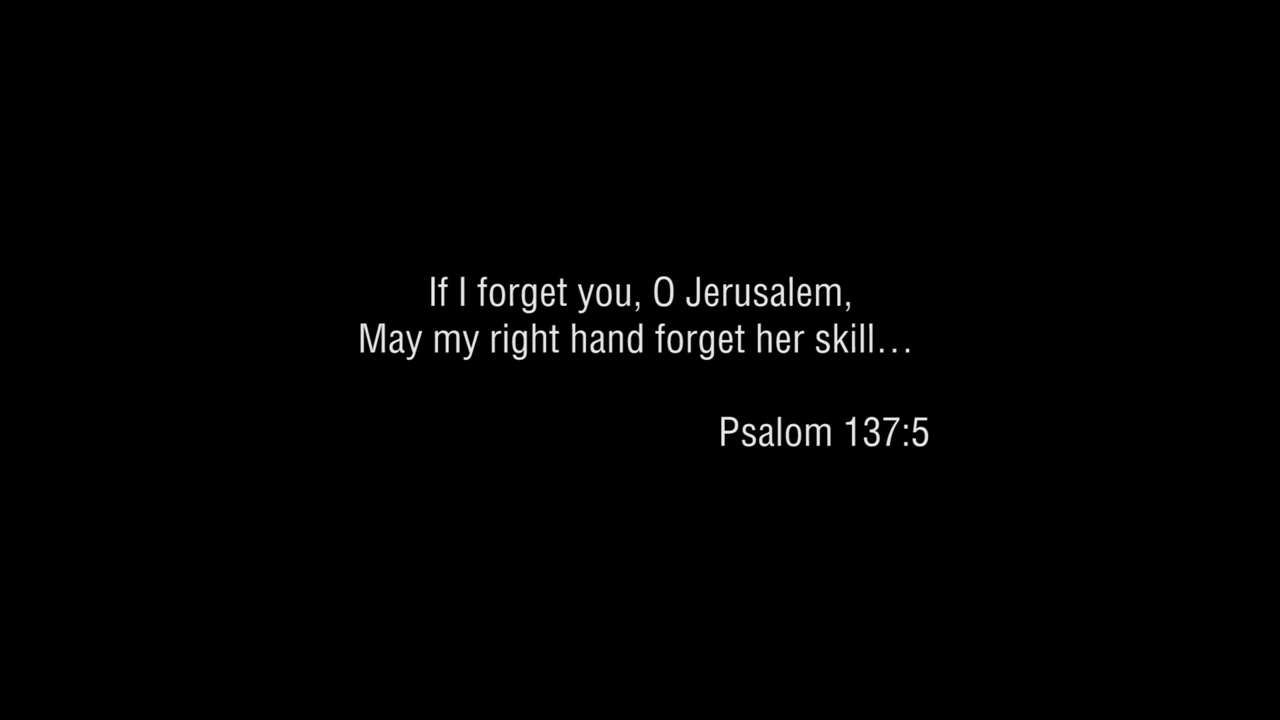 If I forget you, O Jerusalem,
May my right hand forget her skill…
Psalom 137:5